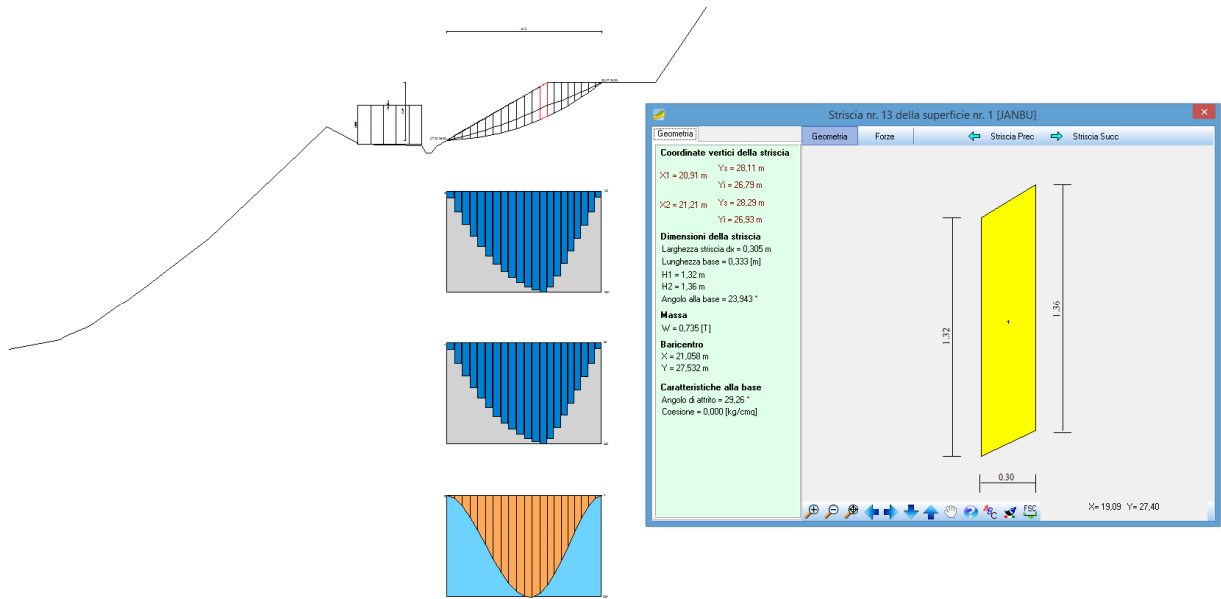 Striscia nr. 13 della superficie nr. 1 [JANBU]
Geometria
Geometria
Forze
Striscia Prec
Striscia Succ
Coordinate vertici della striscia
X1 = 20,91 m
Ys = 28,11 m
Yi = 26,79 m
X2 = 21,21 m
Ys = 28,29 m
Yi = 26,93 m
Dimensioni della striscia
Larghezza striscia dx = 0,305 m
Lunghezza base = 0,333 [m]
H1 = 1,32 m
H2 = 1,36 m
Angolo alla base = 23,943 °
Massa
W = 0,735 [T]
Baricentro
X = 21,058 m
Y = 27,532 m
Caratteristiche alla base
Angolo di attrito = 29,26 °
Coesione = 0,000 [kg/cmq]
1.32
1.36
0.30
ABC
FSC
X= 19,09 Y= 27,40